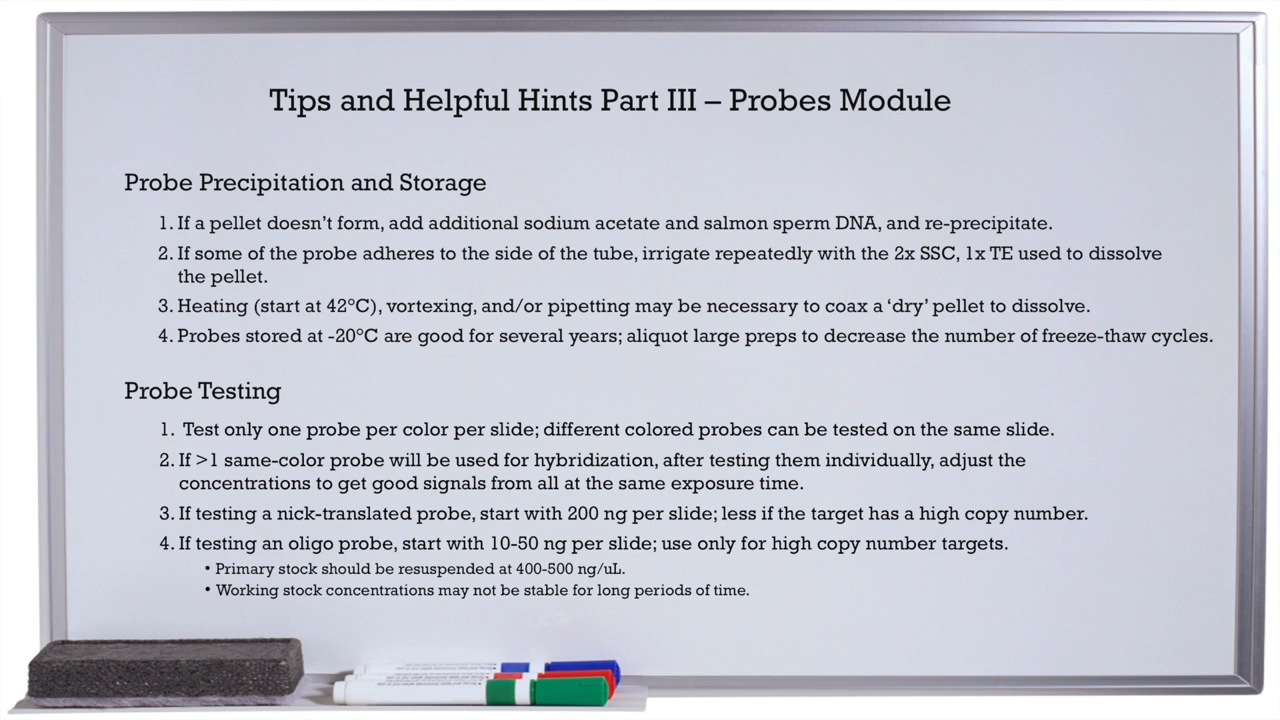 Tips and Helpful Hints Part III – Probes Module
Probe Precipitation and Storage
1. If a pellet doesn’t form, add additional sodium acetate and salmon sperm DNA, and re-precipitate.
2. If some of the probe adheres to the side of the tube, irrigate repeatedly with the 2x SSC, 1x TE used to dissolve
the pellet.
3. Heating (start at 42°C), vortexing, and/or pipetting may be necessary to coax a ‘dry’ pellet to dissolve.
4. Probes stored at -20°C are good for several years; aliquot large preps to decrease the number of freeze-thaw cycles.
Probe Testing
1. Test only one probe per color per slide; different colored probes can be tested on the same slide.
2. If >1 same-color probe will be used for hybridization, after testing them individually, adjust the
concentrations to get good signals from all at the same exposure time.
3. If testing a nick-translated probe, start with 200 ng per slide; less if the target has a high copy number.
4. If testing an oligo probe, start with 10-50 ng per slide; use only for high copy number targets.
• Primary stock should be resuspended at 400-500 ng/uL.
• Working stock concentrations may not be stable for long periods of time.